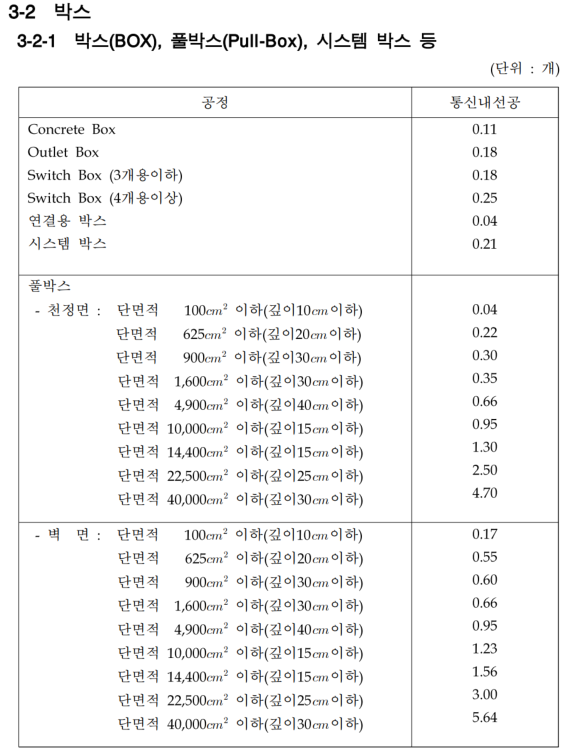 3-2 박스
3-2-1 박스(BOX), 풀박스(Pull-Box), 시스템 박스 등
(단위 : 개)
공정 통신내선공
Concrete Box 0.11
Outlet Box 0.18
Switch Box (3개용이하) 0.18
Switch Box (4개용이상) 0.25
연결용 박스 0.04
시스템 박스 0.21
풀박스
- 천정면 : 단면적 100cm² 이하(깊이10cm이하) 0.04
단면적 625cm² 이하(깊이20cm이하) 0.22
단면적 900cm² 이하(깊이30cm이하) 0.30
단면적 1,600cm² 이하(깊이30cm이하) 0.35
단면적 4,900cm² 이하(깊이40cm이하) 0.66
단면적 10,000cm² 이하(깊이15cm이하) 0.95
단면적 14,400cm² 이하(깊이15cm이하) 1.30
단면적 22,500cm² 이하(깊이25cm이하) 2.50
단면적 40,000cm² 이하(깊이30cm이하) 4.70
- 벽 면 : 단면적 100cm² 이하(깊이10cm이하) 0.17
단면적 625cm² 이하(깊이20cm이하) 0.55
단면적 900cm² 이하(깊이30cm이하) 0.60
단면적 1,600cm² 이하(깊이30cm이하) 0.66
단면적 4,900cm² 이하(깊이40cm이하) 0.95
단면적 10,000cm² 이하(깊이15cm이하) 1.23
단면적 14,400cm² 이하(깊이15cm이하) 1.56
단면적 22,500cm² 이하(깊이25cm이하) 3.00
단면적 40,000cm² 이하(깊이30cm이하) 5.64